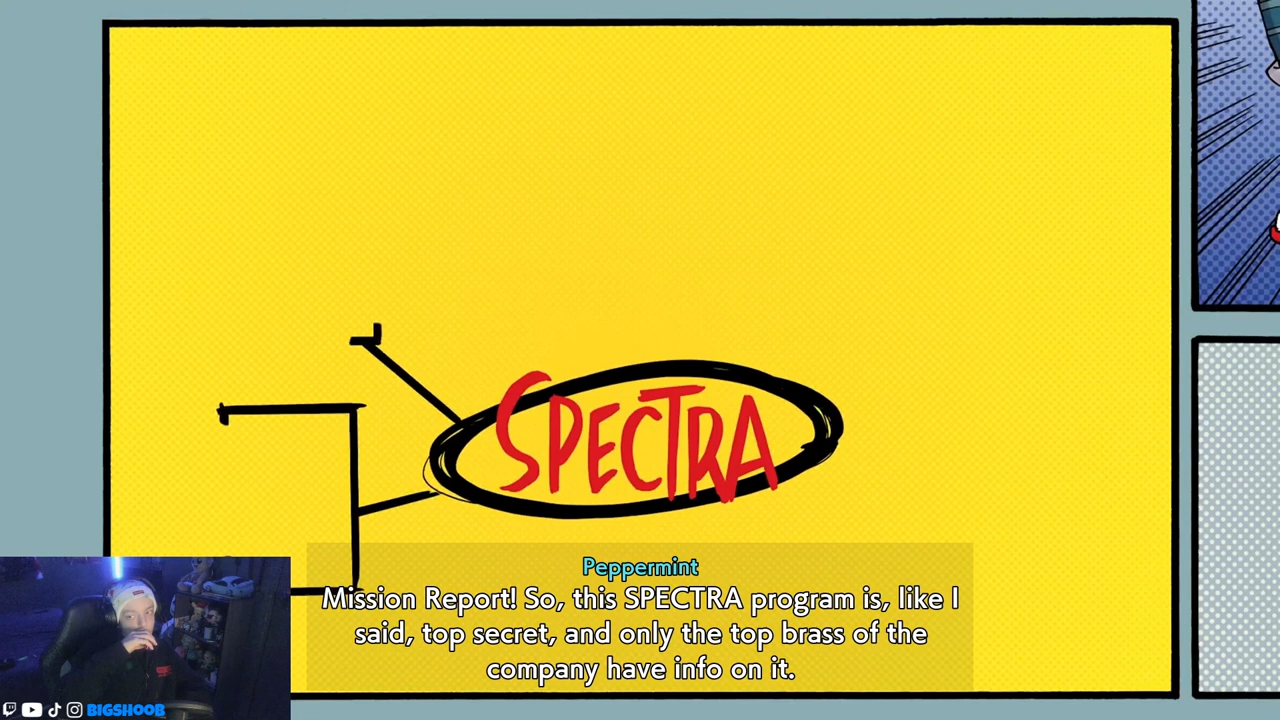 SPECTRA
Peppermint
Mission Report! So, this SPECTRA program is, like I
said, top secret, and only the top brass of the
company have info on it.
BIGSHOOB